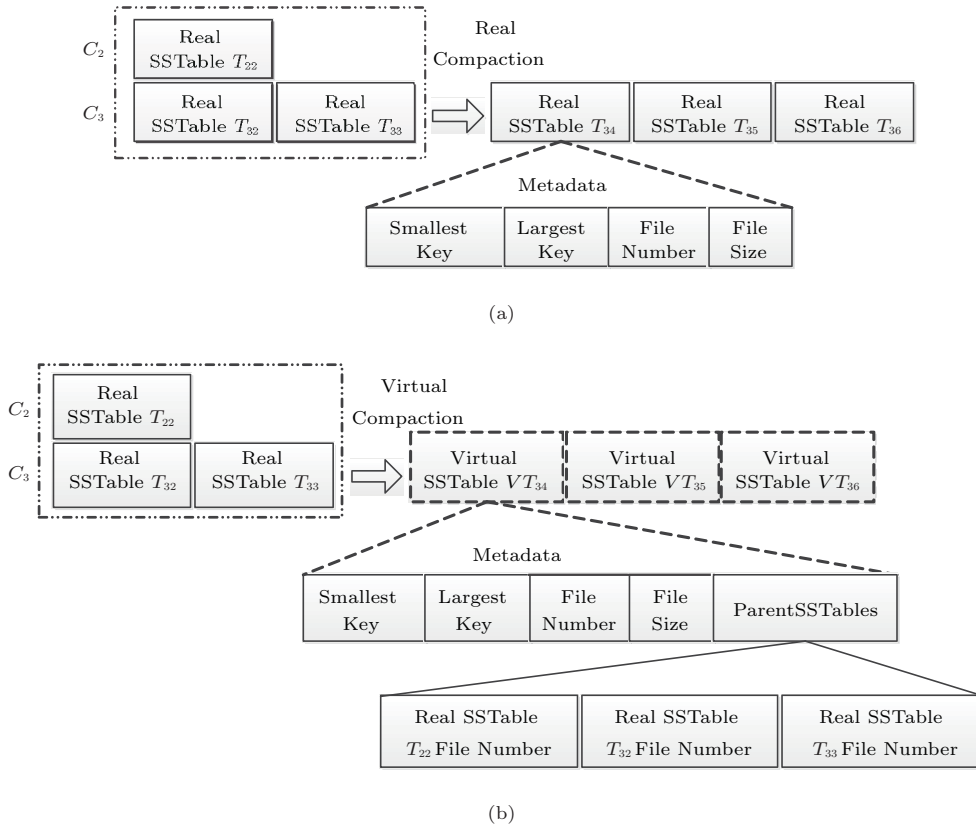 C2
Real
SSTable T22
Real
Compaction
C3
Real
SSTable T32
Real
SSTable T33
Real
SSTable T34
Real
SSTable T35
Real
SSTable T36
Metadata
Smallest
Key
Largest
Key
File
Number
File
Size
(a)
C2
Real
SSTable T22
Virtual
Compaction
C3
Real
SSTable T32
Real
SSTable T33
Virtual
SSTable VT34
Virtual
SSTable VT35
Virtual
SSTable VT36
Metadata
Smallest
Key
Largest
Key
File
Number
File
Size
ParentSSTables
Real SSTable
T22 File Number
Real SSTable
T32 File Number
Real SSTable
T33 File Number
(b)